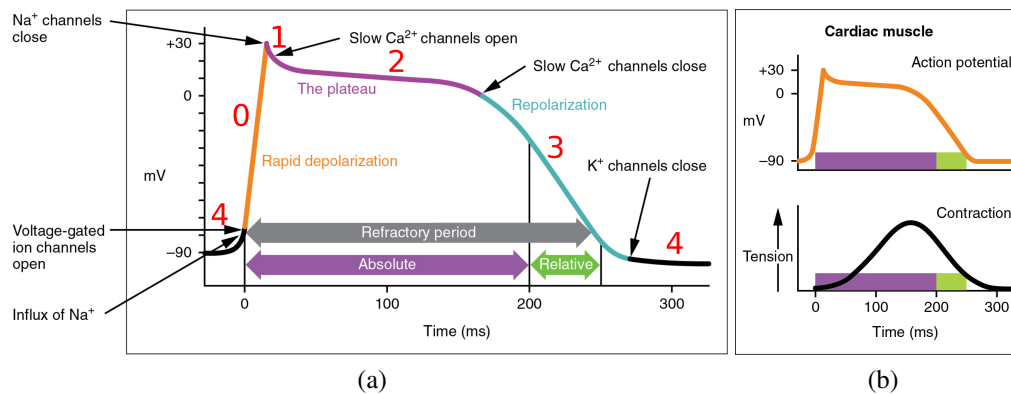 Na⁺ channels
close
1
Slow Ca²⁺ channels open
+30
2
Slow Ca²⁺ channels close
The plateau
0
Repolarization
0
3
Rapid depolarization
K⁺ channels close
mV
4
Voltage-gated
ion channels
open
Refractory period
4
−90
Absolute
Relative
Influx of Na⁺
0
100
200
300
Time (ms)
(a)
Cardiac muscle
+30
Action potential
0
mV
−90
Contraction
Tension
0
100
200
300
Time (ms)
(b)